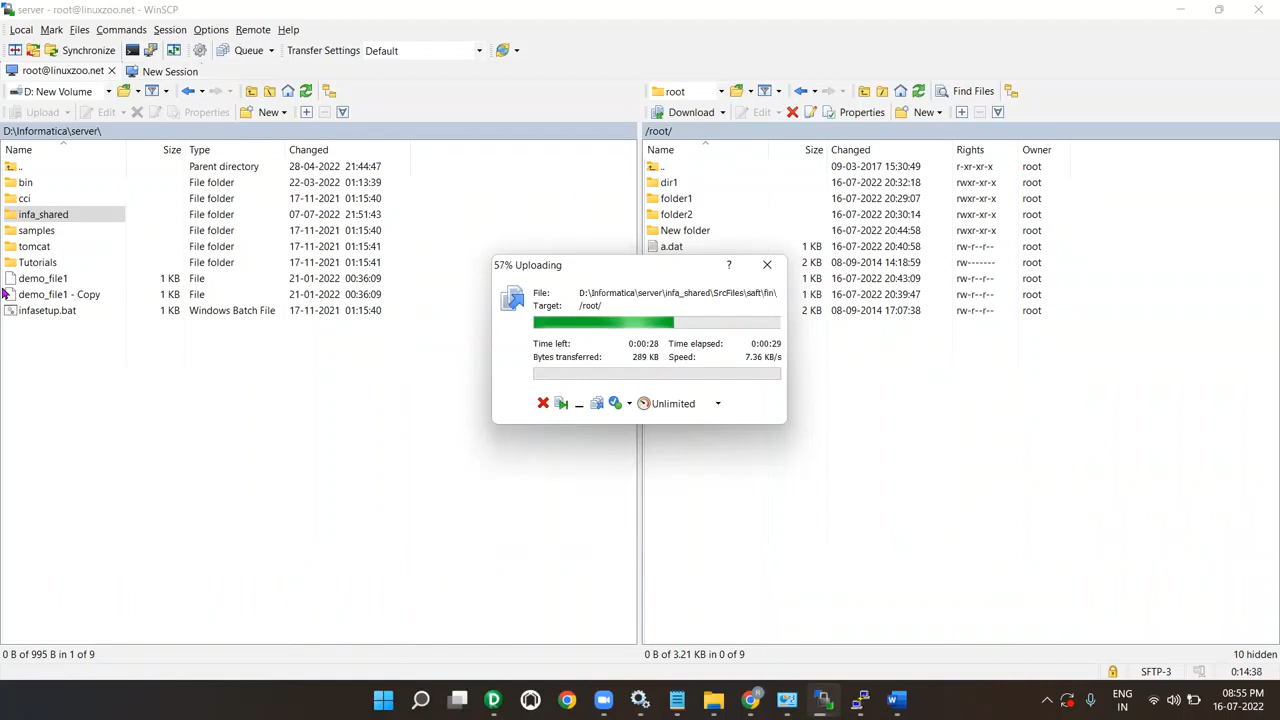 server - root@linuxzoo.net - WinSCP
Local Mark Files Commands Session Options Remote Help
Synchronize Queue Transfer Settings Default
root@linuxzoo.net New Session
D: New Volume
root Find Files
Upload Edit Properties New
Download Edit Properties New
D:\Informatica\server\
/root/
Name Size Type Changed
.. Parent directory 28-04-2022 21:44:47
bin File folder 22-03-2022 01:13:39
cci File folder 17-11-2021 01:15:40
infa_shared File folder 07-07-2022 21:51:43
samples File folder 17-11-2021 01:15:40
tomcat File folder 17-11-2021 01:15:41
Tutorials File folder 17-11-2021 01:15:41
demo_file1 1 KB File 21-01-2022 00:36:09
demo_file1 - Copy 1 KB File 21-01-2022 00:36:09
infasetup.bat 1 KB Windows Batch File 17-11-2021 01:15:40
Name Size Changed Rights Owner
.. 09-03-2017 15:30:49 r-xr-xr-x root
dir1 16-07-2022 20:32:18 rwxr-xr-x root
folder1 16-07-2022 20:29:07 rwxr-xr-x root
folder2 16-07-2022 20:30:14 rwxr-xr-x root
New folder 16-07-2022 20:44:58 rwxr-xr-x root
a.dat 1 KB 16-07-2022 20:40:58 rw-r--r-- root
2 KB 08-09-2014 14:18:59 rw------- root
1 KB 16-07-2022 20:43:09 rw-r--r-- root
1 KB 16-07-2022 20:39:47 rw-r--r-- root
2 KB 08-09-2014 17:07:38 rw-r--r-- root
57% Uploading ?
File: D:\Informatica\server\infa_shared\SrcFiles\saft\fin\
Target: /root/
Time left: 0:00:28 Time elapsed: 0:00:29
Bytes transferred: 289 KB Speed: 7.36 KB/s
Unlimited
0 B of 995 B in 1 of 9
0 B of 3.21 KB in 0 of 9 10 hidden
SFTP-3 0:14:38
ENG
IN
08:55 PM
16-07-2022